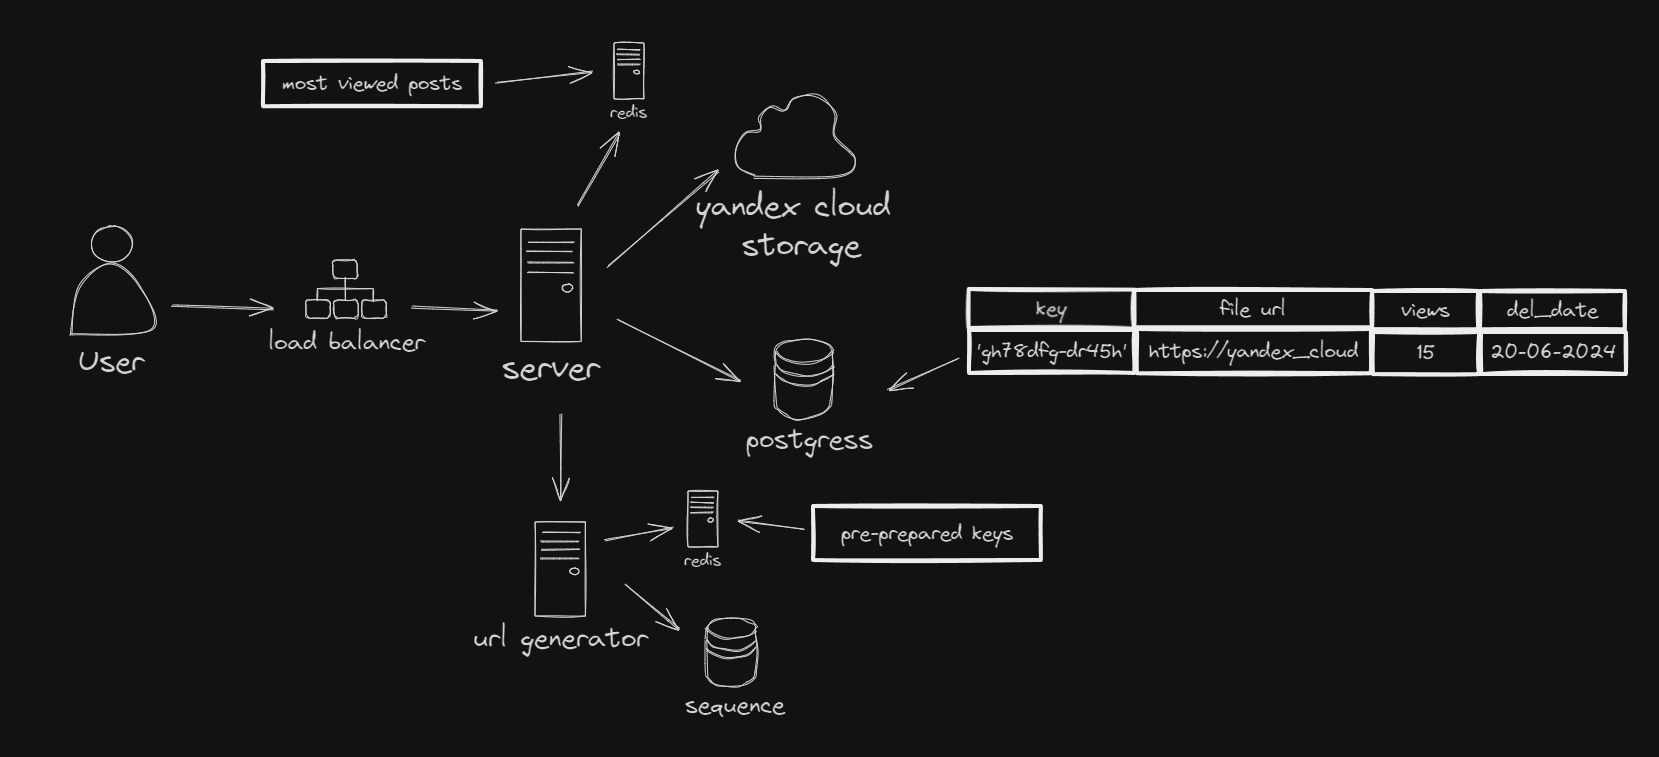 most viewed posts
redis
yandex cloud
storage
User
load balancer
server
key
file url
views
del_date
'gh78dfg-dr45h'
https://yandex_cloud
15
20-06-2024
postgress
redis
pre-prepared keys
url generator
sequence